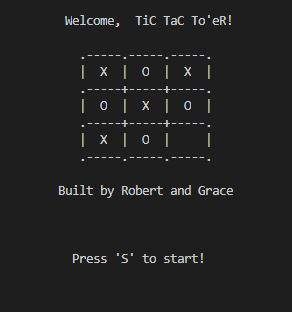 Welcome,  TiC TaC To'eR!
.-----.-----.-----.
|  X  |  O  |  X  |
.-----+-----+-----.
|  O  |  X  |  O  |
.-----+-----+-----.
|  X  |  O  |     |
.-----.-----.-----.
Built by Robert and Grace
Press 'S' to start!